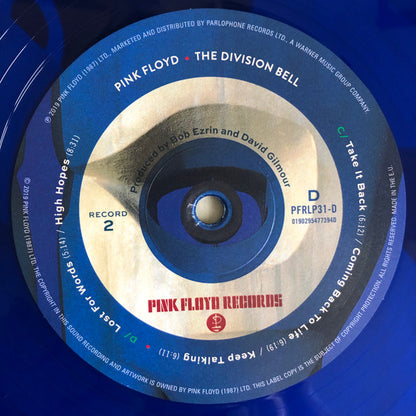 ℗ 2019 PINK FLOYD (1987) LTD. MARKETED AND DISTRIBUTED BY PARLOPHONE RECORDS LTD. A WARNER MUSIC GROUP COMPANY.
PINK FLOYD • THE DIVISION BELL
Produced by Bob Ezrin and David Gilmour
RECORD
2
D
PFRLP31-D
0190295477394D
C/ Take It Back (6:12) / Coming Back To Life (6:19) / Keep Talking (6:11)
D/ Lost For Words (5:14) / High Hopes (8:31)
PINK FLOYD RECORDS
© 2019 PINK FLOYD (1987) LTD. THE COPYRIGHT IN THIS SOUND RECORDING AND ARTWORK IS OWNED BY PINK FLOYD (1987) LTD. THIS LABEL COPY IS THE SUBJECT OF COPYRIGHT PROTECTION. ALL RIGHTS RESERVED. MADE IN THE E.U.